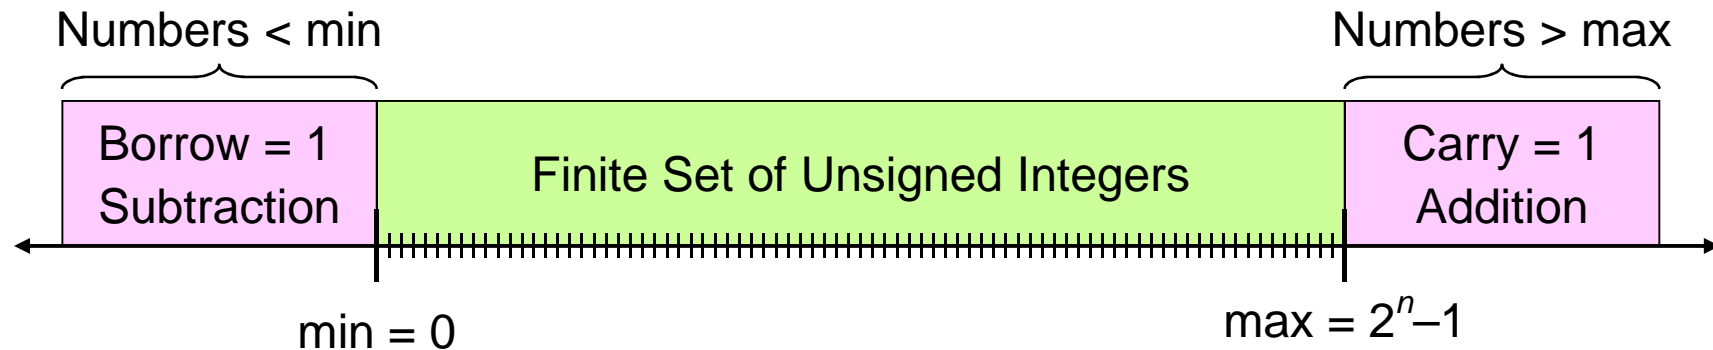 Numbers < min
Numbers > max
Borrow = 1
Subtraction
Finite Set of Unsigned Integers
Carry = 1
Addition
min = 0
max = 2ⁿ–1